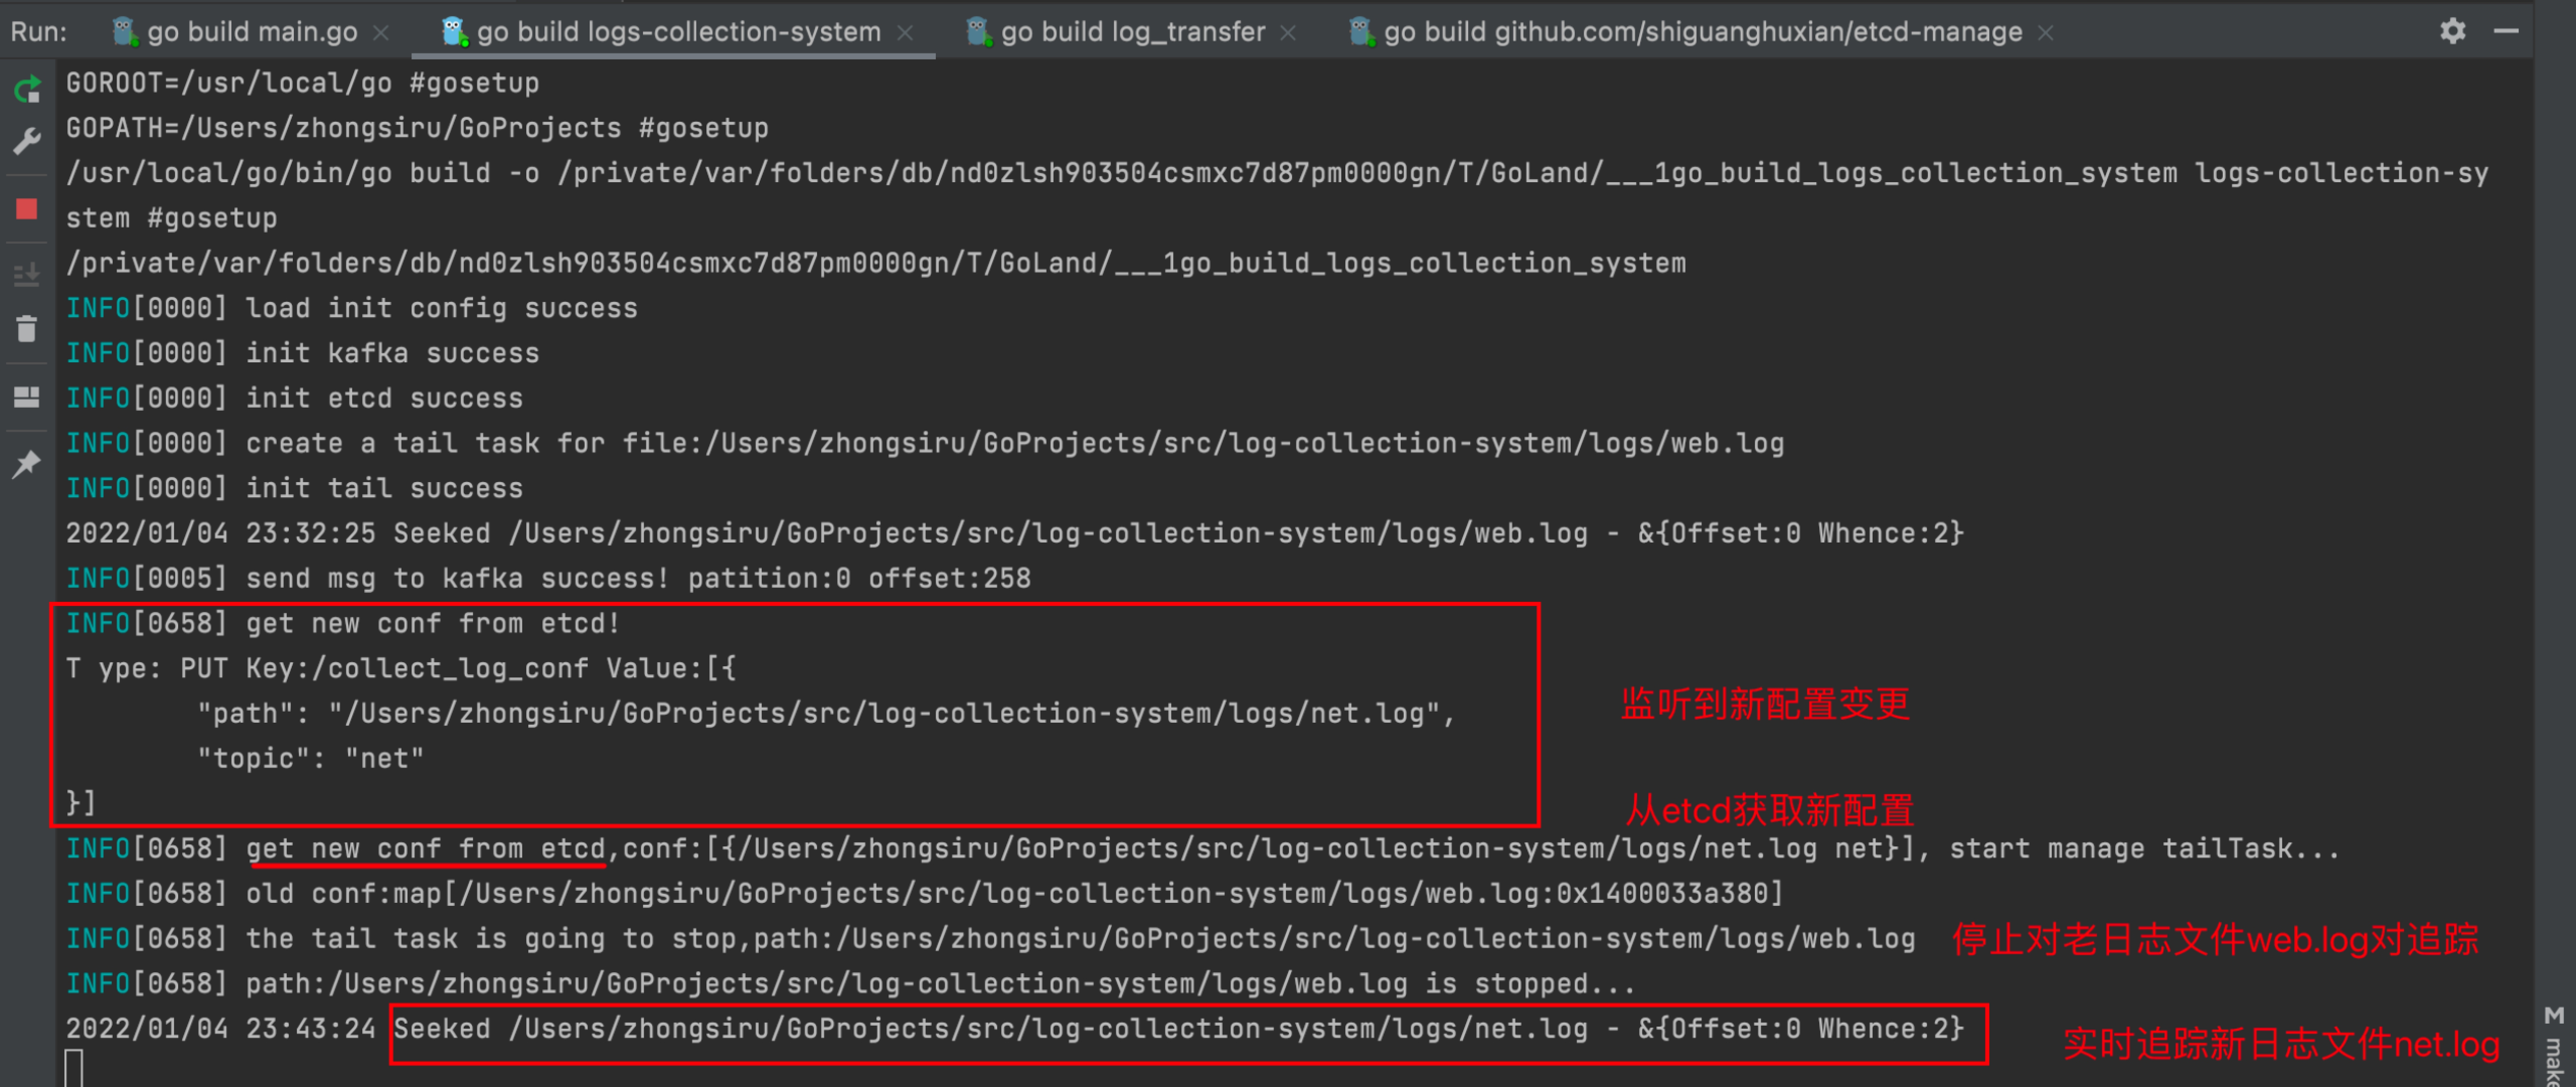 Run: go build main.go go build logs-collection-system go build log_transfer go build github.com/shiguanghuxian/etcd-manage
GOROOT=/usr/local/go #gosetup
GOPATH=/Users/zhongsiru/GoProjects #gosetup
/usr/local/go/bin/go build -o /private/var/folders/db/nd0zlsh903504csmxc7d87pm0000gn/T/GoLand/___1go_build_logs_collection_system logs-collection-sy
stem #gosetup
/private/var/folders/db/nd0zlsh903504csmxc7d87pm0000gn/T/GoLand/___1go_build_logs_collection_system
INFO[0000] load init config success
INFO[0000] init kafka success
INFO[0000] init etcd success
INFO[0000] create a tail task for file:/Users/zhongsiru/GoProjects/src/log-collection-system/logs/web.log
INFO[0000] init tail success
2022/01/04 23:32:25 Seeked /Users/zhongsiru/GoProjects/src/log-collection-system/logs/web.log - &{Offset:0 Whence:2}
INFO[0005] send msg to kafka success! patition:0 offset:258
INFO[0658] get new conf from etcd!
T ype: PUT Key:/collect_log_conf Value:[{
"path": "/Users/zhongsiru/GoProjects/src/log-collection-system/logs/net.log",
监听到新配置变更
"topic": "net"
}]
从etcd获取新配置
INFO[0658] get new conf from etcd,conf:[{/Users/zhongsiru/GoProjects/src/log-collection-system/logs/net.log net}], start manage tailTask...
INFO[0658] old conf:map[/Users/zhongsiru/GoProjects/src/log-collection-system/logs/web.log:0x1400033a380]
INFO[0658] the tail task is going to stop,path:/Users/zhongsiru/GoProjects/src/log-collection-system/logs/web.log
停止对老日志文件web.log对追踪
INFO[0658] path:/Users/zhongsiru/GoProjects/src/log-collection-system/logs/web.log is stopped...
2022/01/04 23:43:24 Seeked /Users/zhongsiru/GoProjects/src/log-collection-system/logs/net.log - &{Offset:0 Whence:2}
实时追踪新日志文件net.log
M make